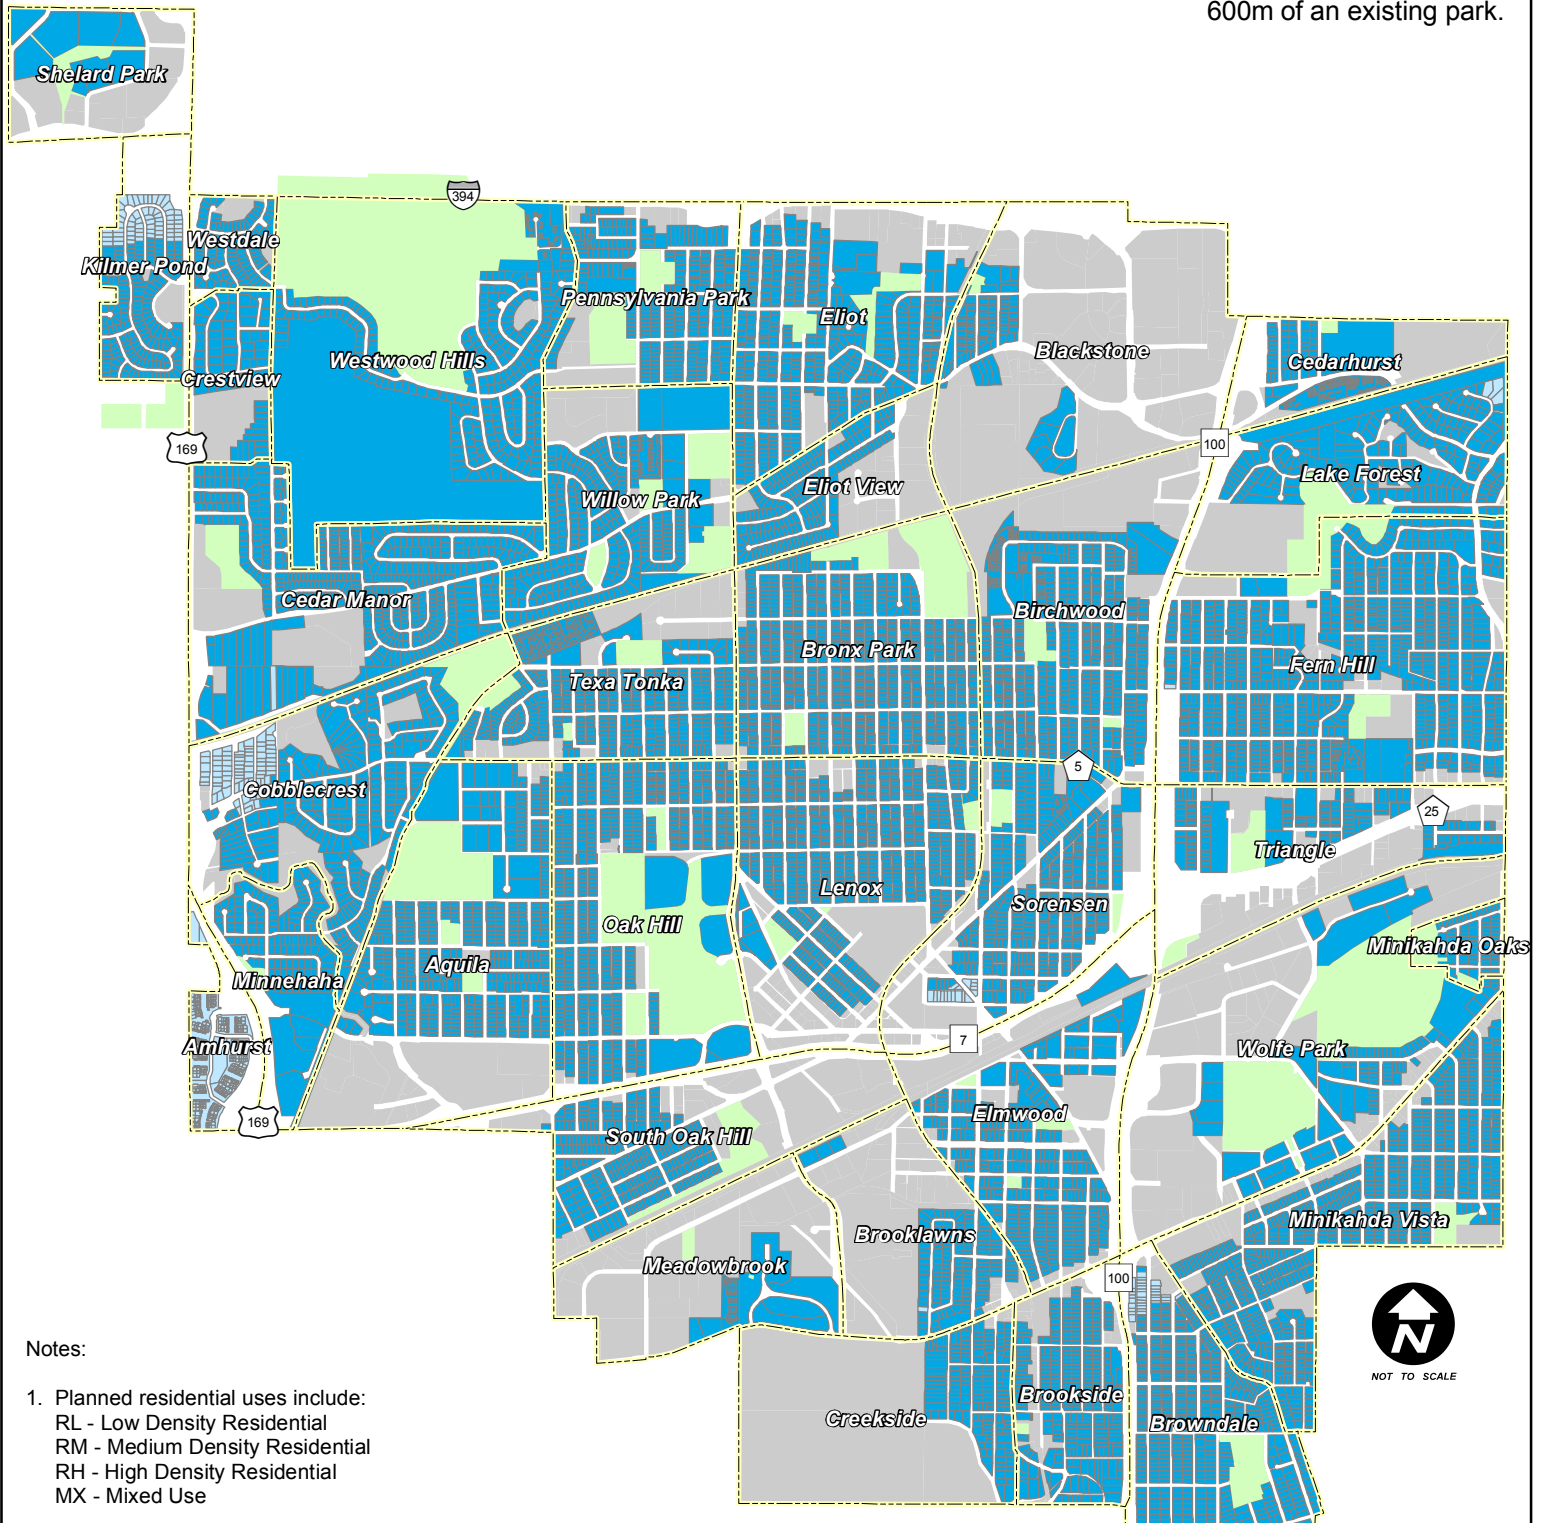 600m of an existing park.
Shelard Park
394
Westdale
Kilmer Pond
Pennsylvania Park
Eliot
Westwood Hills
Blackstone
Cedarhurst
Crestview
169
100
Lake Forest
Willow Park
Eliot View
Cedar Manor
Birchwood
Bronx Park
Fern Hill
Texa Tonka
5
Cobblecrest
25
Triangle
Lenox
Sorensen
Oak Hill
Minikahda Oaks
Aquila
Minnehaha
7
Amhurst
Wolfe Park
Elmwood
169
South Oak Hill
Minikahda Vista
Brooklawns
Meadowbrook
100
N
NOT TO SCALE
Brookside
Creekside
Browndale
Notes:
1. Planned residential uses include:
RL - Low Density Residential
RM - Medium Density Residential
RH - High Density Residential
MX - Mixed Use